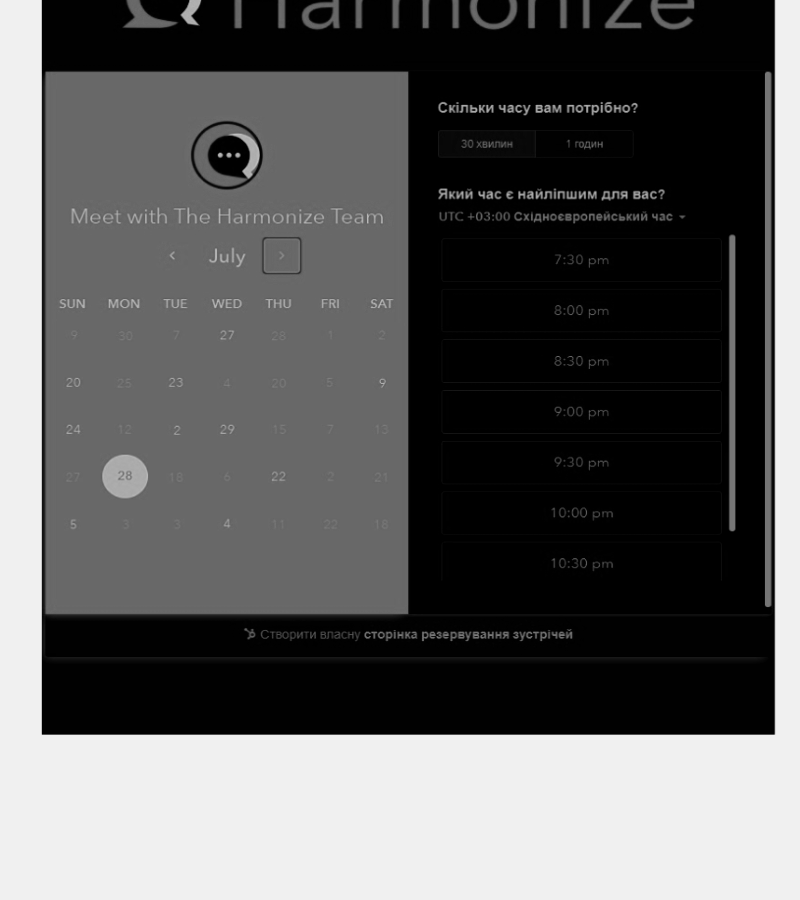 Harmonize
Meet with The Harmonize Team
July
SUN MON TUE WED THU FRI SAT
9 30 7 27 28 1 2
20 25 23 4 20 5 9
24 12 2 29 15 7 13
27 28 18 6 22 2 21
5 3 3 4 11 22 18
Скільки часу вам потрібно?
30 хвилин 1 годин
Який час є найліпшим для вас?
UTC +03:00 Східноєвропейський час
7:30 pm
8:00 pm
8:30 pm
9:00 pm
9:30 pm
10:00 pm
10:30 pm
Створити власну сторінка резервування зустрічей